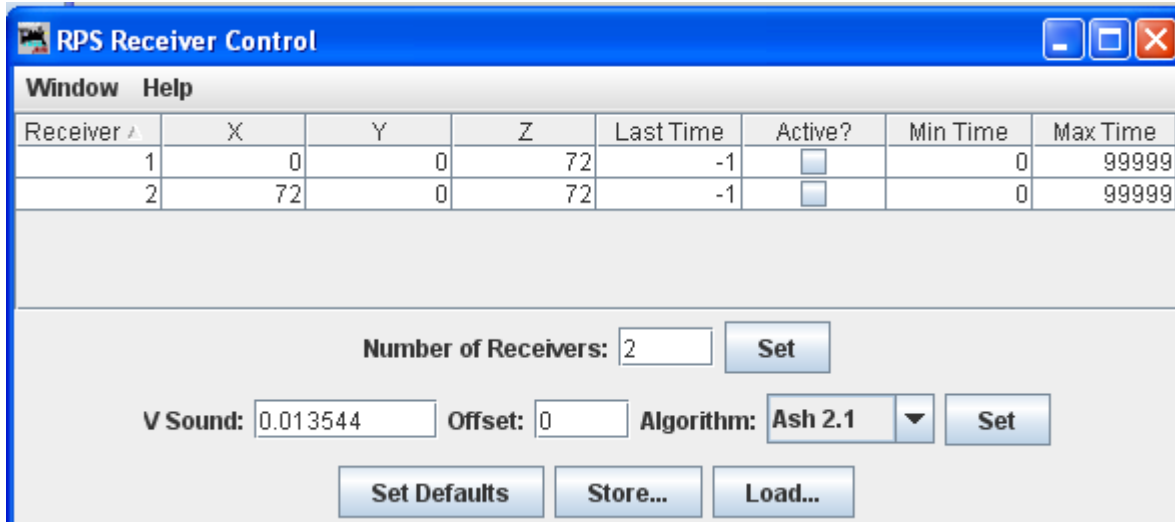 RPS Receiver Control
Window Help
Receiver X Y Z Last Time Active? Min Time Max Time
1 0 0 72 -1 0 99999
2 72 0 72 -1 0 99999
Number of Receivers: 2 Set
V Sound: 0.013544 Offset: 0 Algorithm: Ash 2.1 Set
Set Defaults Store... Load...